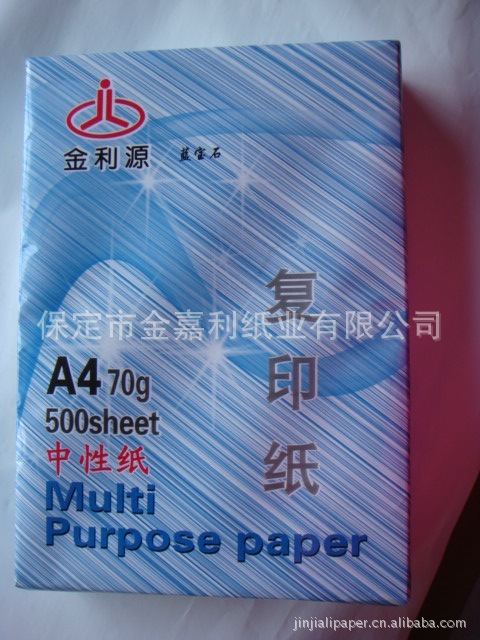 金利源 蓝宝石
复印纸
保定市金嘉利纸业有限公司
A4 70g
500sheet
中性纸
Multi
Purpose paper
jinjialipaper.cn.alibaba.com